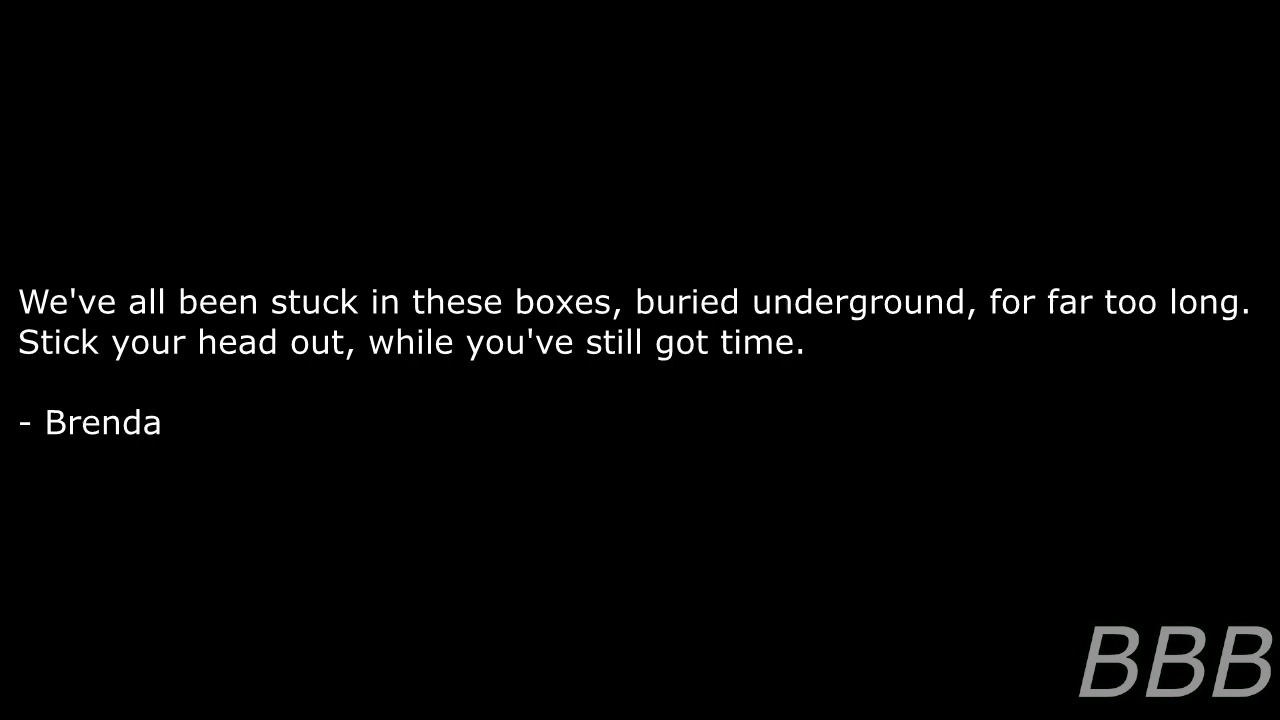 We've all been stuck in these boxes, buried underground, for far too long.
Stick your head out, while you've still got time.
- Brenda
BBB